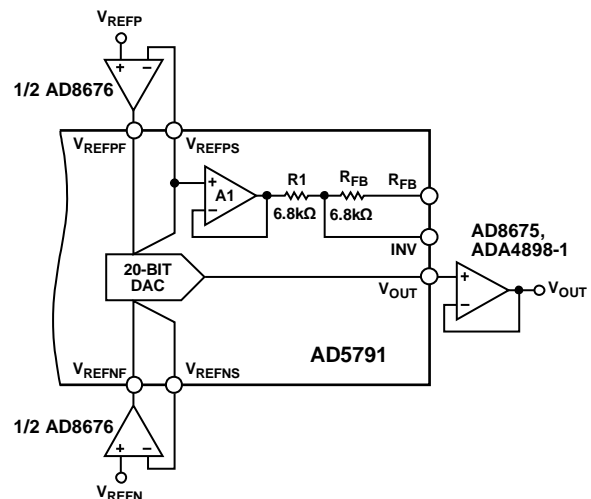 VREFP
1/2 AD8676
VREFPF
VREFPS
A1
R1
6.8kΩ
RFB
6.8kΩ
RFB
INV
20-BIT
DAC
VOUT
AD8675,
ADA4898-1
VOUT
AD5791
VREFNF
VREFNS
1/2 AD8676
VREFN